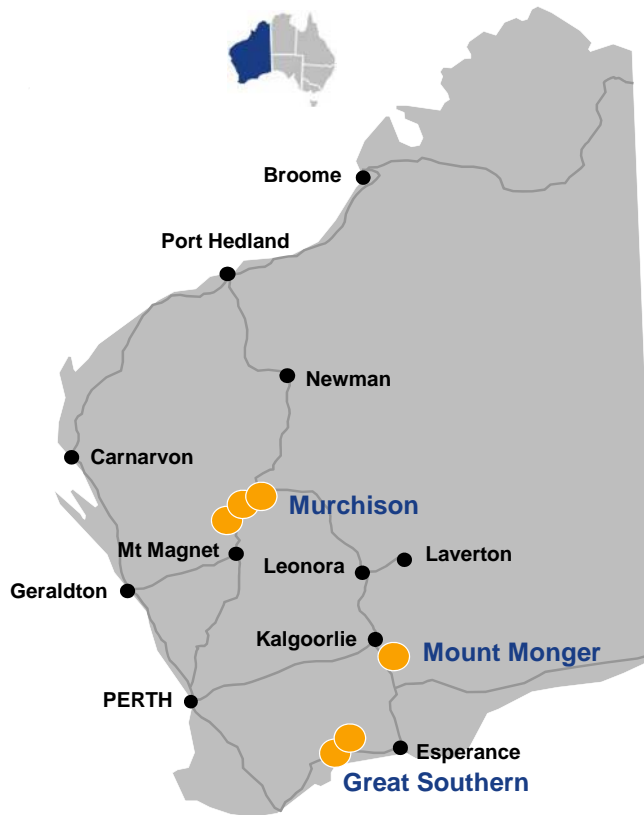 Broome
Port Hedland
Newman
Carnarvon
Murchison
Mt Magnet
Laverton
Leonora
Geraldton
Kalgoorlie
Mount Monger
PERTH
Esperance
Great Southern